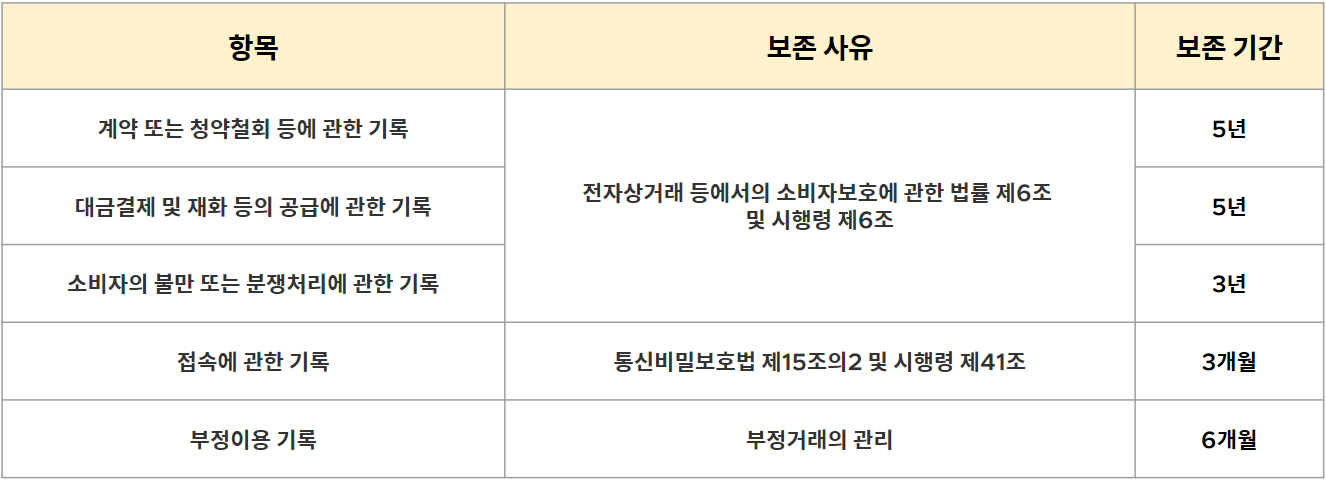 항목
보존 사유
보존 기간
계약 또는 청약철회 등에 관한 기록
5년
대금결제 및 재화 등의 공급에 관한 기록
전자상거래 등에서의 소비자보호에 관한 법률 제6조
및 시행령 제6조
5년
소비자의 불만 또는 분쟁처리에 관한 기록
3년
접속에 관한 기록
통신비밀보호법 제15조의2 및 시행령 제41조
3개월
부정이용 기록
부정거래의 관리
6개월